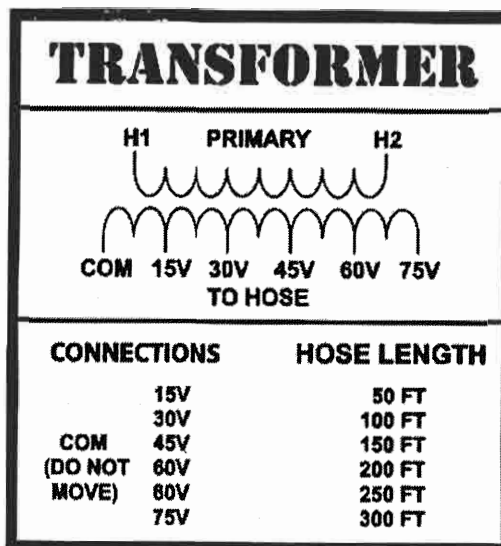 TRANSFORMER
H1 PRIMARY H2
COM 15V 30V 45V 60V 75V
TO HOSE
CONNECTIONS HOSE LENGTH
15V 50 FT
30V 100 FT
COM 45V 150 FT
(DO NOT 60V 200 FT
MOVE) 60V 250 FT
75V 300 FT